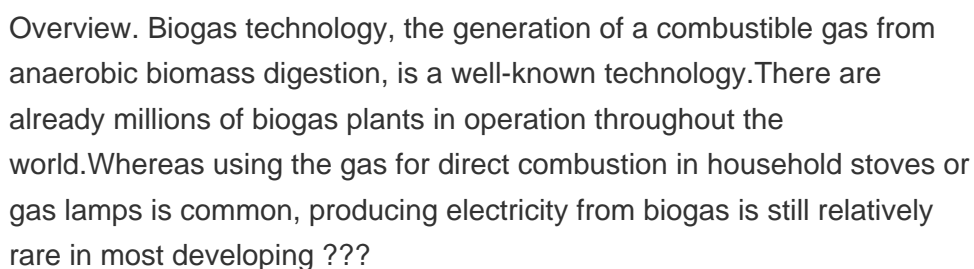 Overview. Biogas technology, the generation of a combustible gas from
anaerobic biomass digestion, is a well-known technology.There are
already millions of biogas plants in operation throughout the
world.Whereas using the gas for direct combustion in household stoves or
gas lamps is common, producing electricity from biogas is still relatively
rare in most developing ???